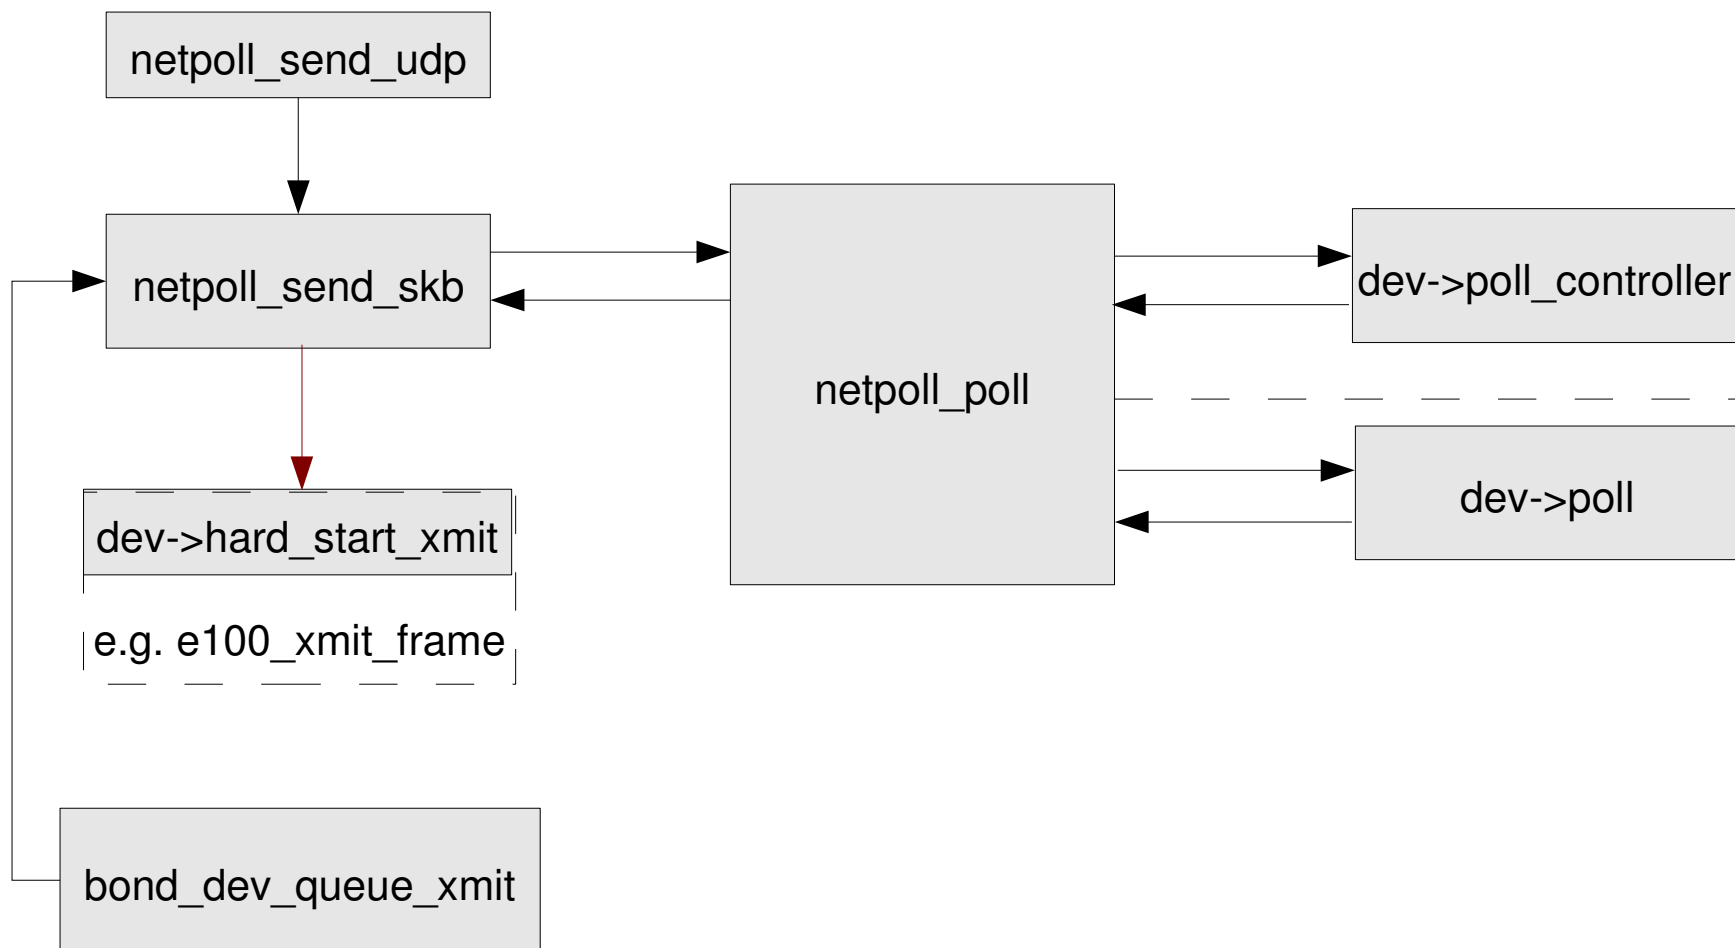 netpoll_send_udp
netpoll_send_skb
netpoll_poll
dev->poll_controller
dev->poll
dev->hard_start_xmit
e.g. e100_xmit_frame
bond_dev_queue_xmit